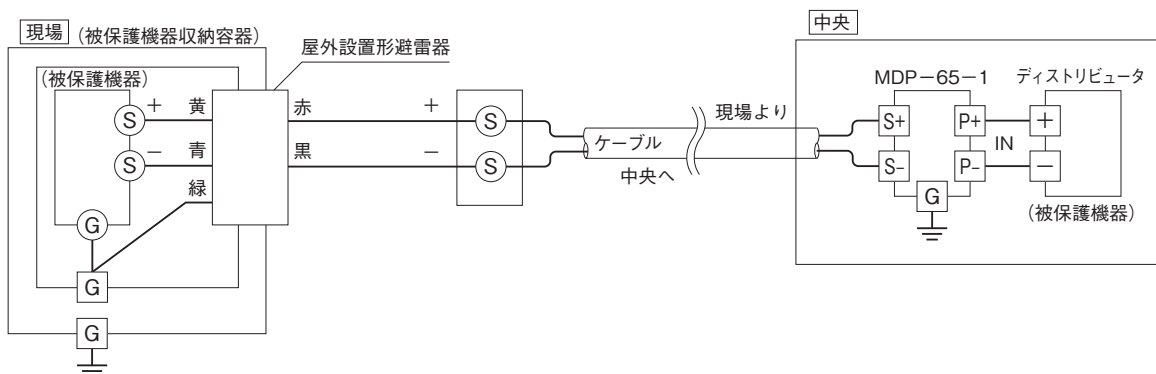 現場 (被保護機器収納容器)
屋外設置形避雷器
(被保護機器)
S + 黄
赤 +
S
S − 青
黒 −
S
緑
G
G
G
ケーブル
中央へ
現場より
中央
MDP−65−1 ディストリビュータ
S+ P+ +
IN
S− P− −
G
(被保護機器)